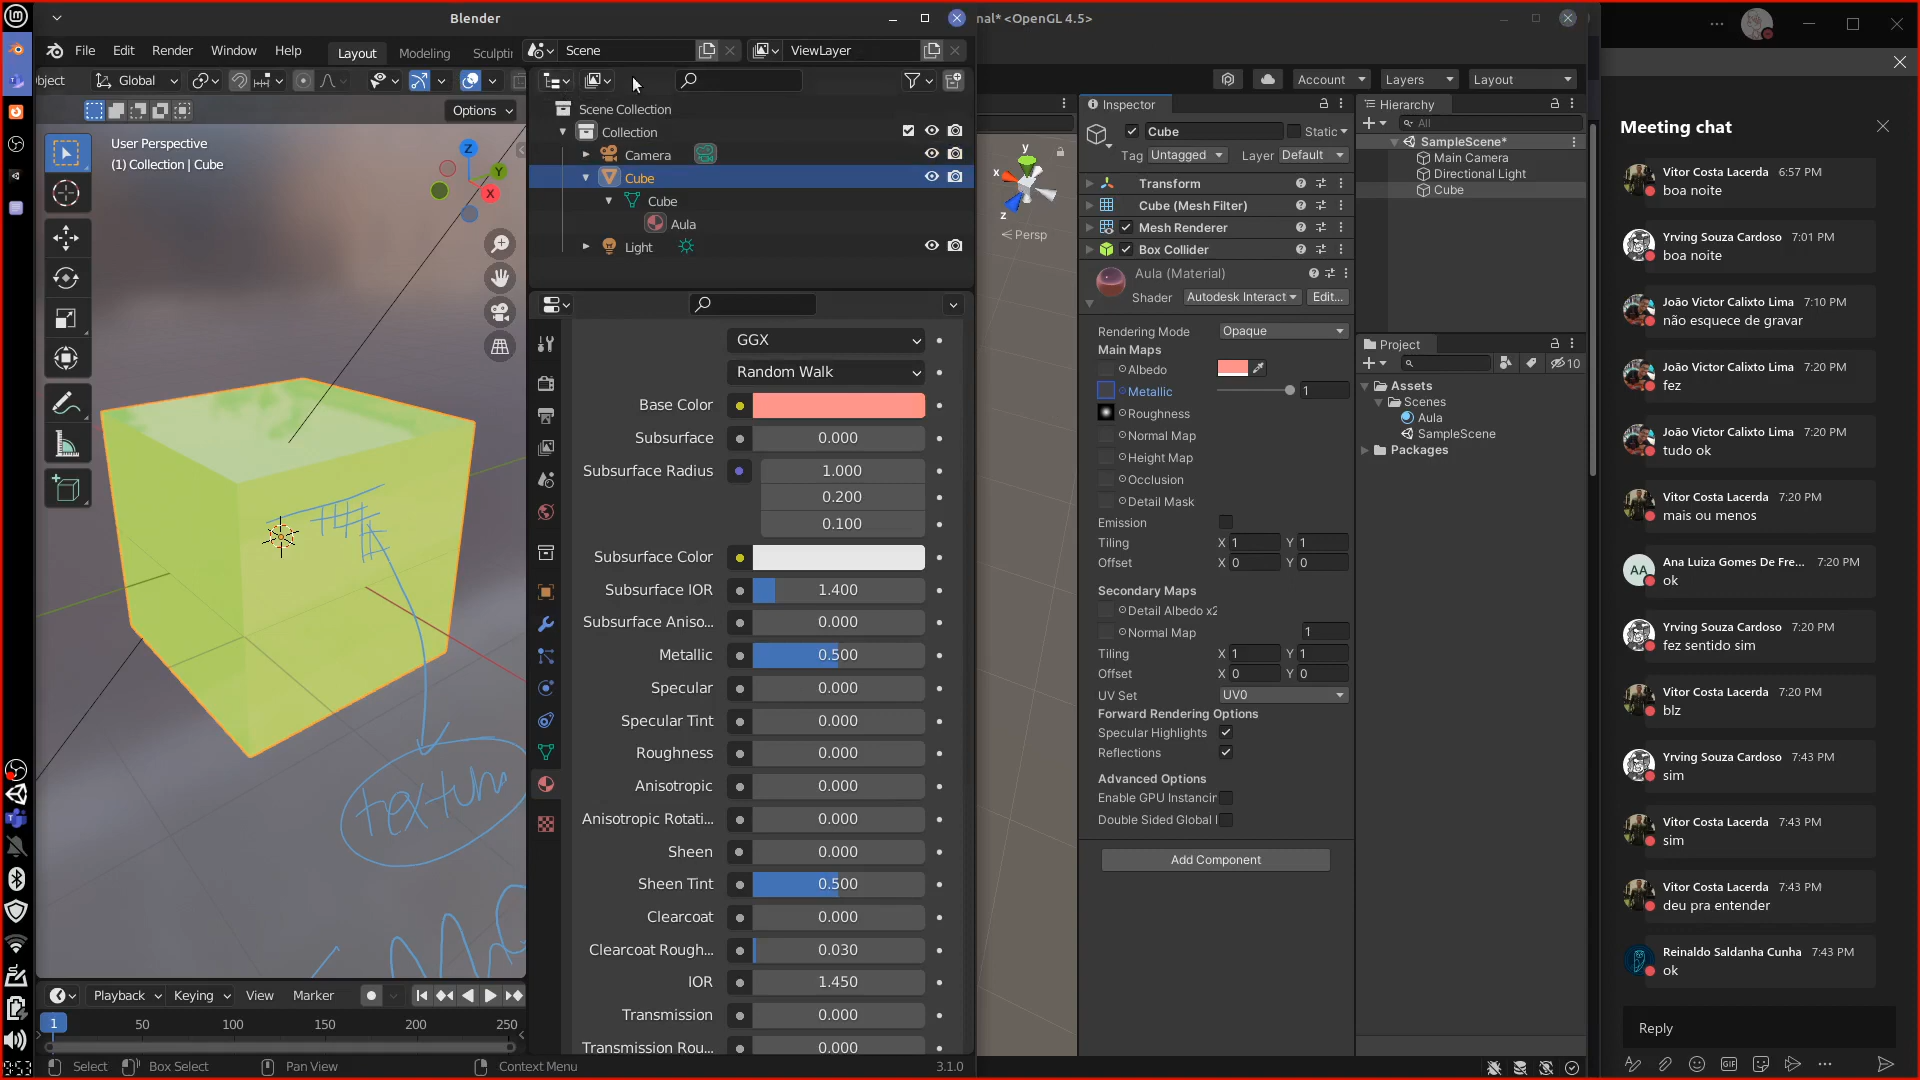 Blender
File Edit Render Window Help
Layout Modeling Sculptin
Scene
ViewLayer
bject
Global
Options
User Perspective
(1) Collection | Cube
Z
Y
X
textura
Scene Collection
Collection
Camera
Cube
Cube
Aula
Light
GGX
Random Walk
Base Color
Subsurface 0.000
Subsurface Radius 1.000
0.200
0.100
Subsurface Color
Subsurface IOR 1.400
Subsurface Aniso... 0.000
Metallic 0.500
Specular 0.000
Specular Tint 0.000
Roughness 0.000
Anisotropic 0.000
Anisotropic Rotati... 0.000
Sheen 0.000
Sheen Tint 0.500
Clearcoat 0.000
Clearcoat Rough... 0.030
IOR 1.450
Transmission 0.000
Transmission Rou... 0.000
Playback Keying View Marker
1 50 100 150 200 250
Select Box Select Pan View Context Menu 3.1.0
nal* <OpenGL 4.5>
Account Layers Layout
y
x
z
Persp
Inspector
Cube Static
Tag Untagged Layer Default
Transform
Cube (Mesh Filter)
Mesh Renderer
Box Collider
Aula (Material)
Shader Autodesk Interact Edit...
Rendering Mode Opaque
Main Maps
Albedo
Metallic 1
Roughness
Normal Map
Height Map
Occlusion
Detail Mask
Emission
Tiling X 1 Y 1
Offset X 0 Y 0
Secondary Maps
Detail Albedo x2
Normal Map 1
Tiling X 1 Y 1
Offset X 0 Y 0
UV Set UV0
Forward Rendering Options
Specular Highlights
Reflections
Advanced Options
Enable GPU Instancin
Double Sided Global I
Add Component
Hierarchy
All
SampleScene*
Main Camera
Directional Light
Cube
Project
10
Assets
Scenes
Aula
SampleScene
Packages
Meeting chat
Vitor Costa Lacerda 6:57 PM
boa noite
Yrving Souza Cardoso 7:01 PM
boa noite
João Victor Calixto Lima 7:10 PM
não esquece de gravar
João Victor Calixto Lima 7:20 PM
fez
João Victor Calixto Lima 7:20 PM
tudo ok
Vitor Costa Lacerda 7:20 PM
mais ou menos
AA
Ana Luiza Gomes De Fre... 7:20 PM
ok
Yrving Souza Cardoso 7:20 PM
fez sentido sim
Vitor Costa Lacerda 7:20 PM
blz
Yrving Souza Cardoso 7:43 PM
sim
Vitor Costa Lacerda 7:43 PM
sim
Vitor Costa Lacerda 7:43 PM
deu pra entender
Reinaldo Saldanha Cunha 7:43 PM
ok
Reply
GIF